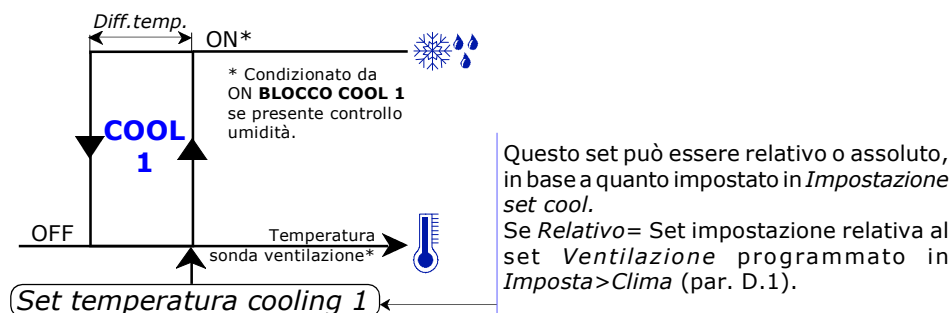 Diff.temp.
ON*
* Condizionato da
ON BLOCCO COOL 1
se presente controllo
umidità.
COOL
1
OFF
Temperatura
sonda ventilazione*
Set temperatura cooling 1
Questo set può essere relativo o assoluto,
in base a quanto impostato in Impostazione
set cool.
Se Relativo= Set impostazione relativa al
set Ventilazione programmato in
Imposta>Clima (par. D.1).